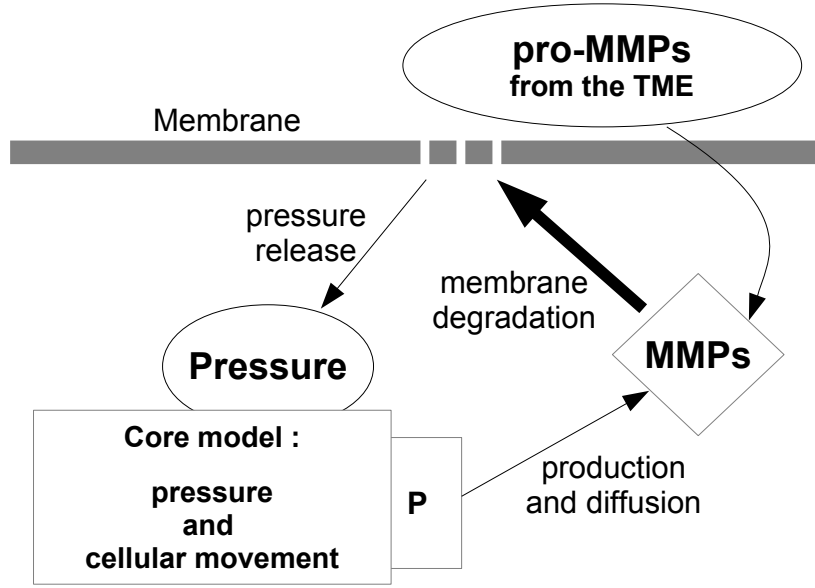 pro-MMPs
from the TME
Membrane
pressure
release
membrane
degradation
MMPs
Pressure
Core model :
pressure
and
cellular movement
P
production
and diffusion